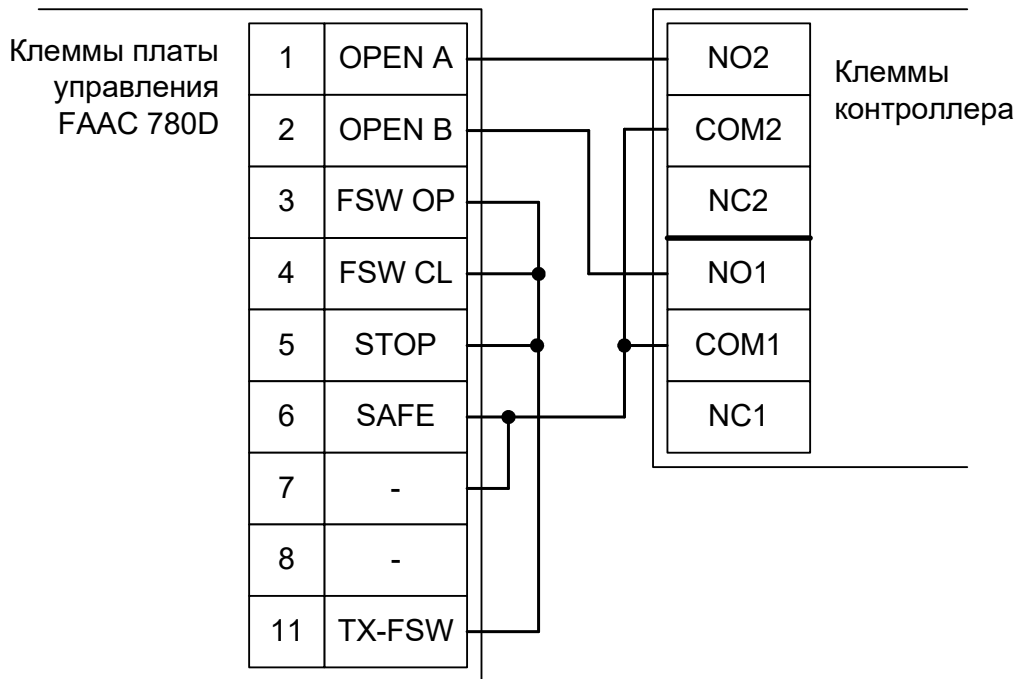 Клеммы платы
управления
FAAC 780D
1 OPEN A
2 OPEN B
3 FSW OP
4 FSW CL
5 STOP
6 SAFE
7 -
8 -
11 TX-FSW
NO2
COM2
NC2
NO1
COM1
NC1
Клеммы
контроллера